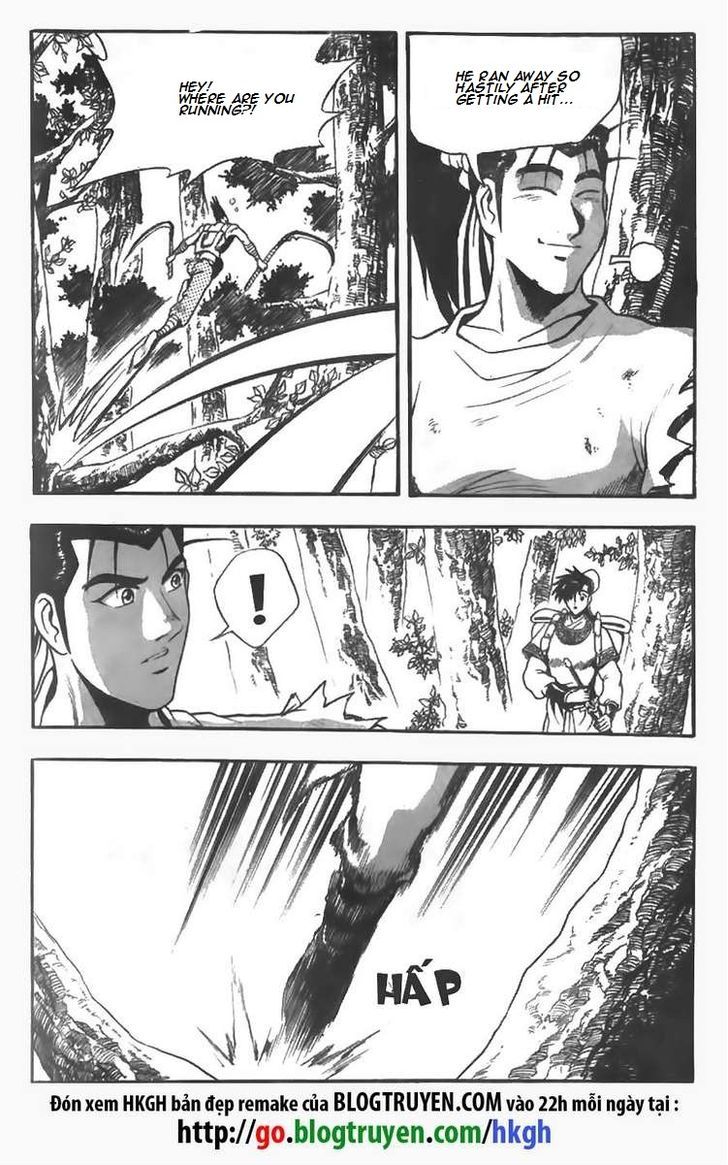 HEY!
WHERE ARE YOU
RUNNING?!
HE RAN AWAY SO
HASTILY AFTER
GETTING A HIT...
!
HẤP
Đón xem HKGH bản đẹp remake của BLOGTRUYEN.COM vào 22h mỗi ngày tại :
http://go.blogtruyen.com/hkgh